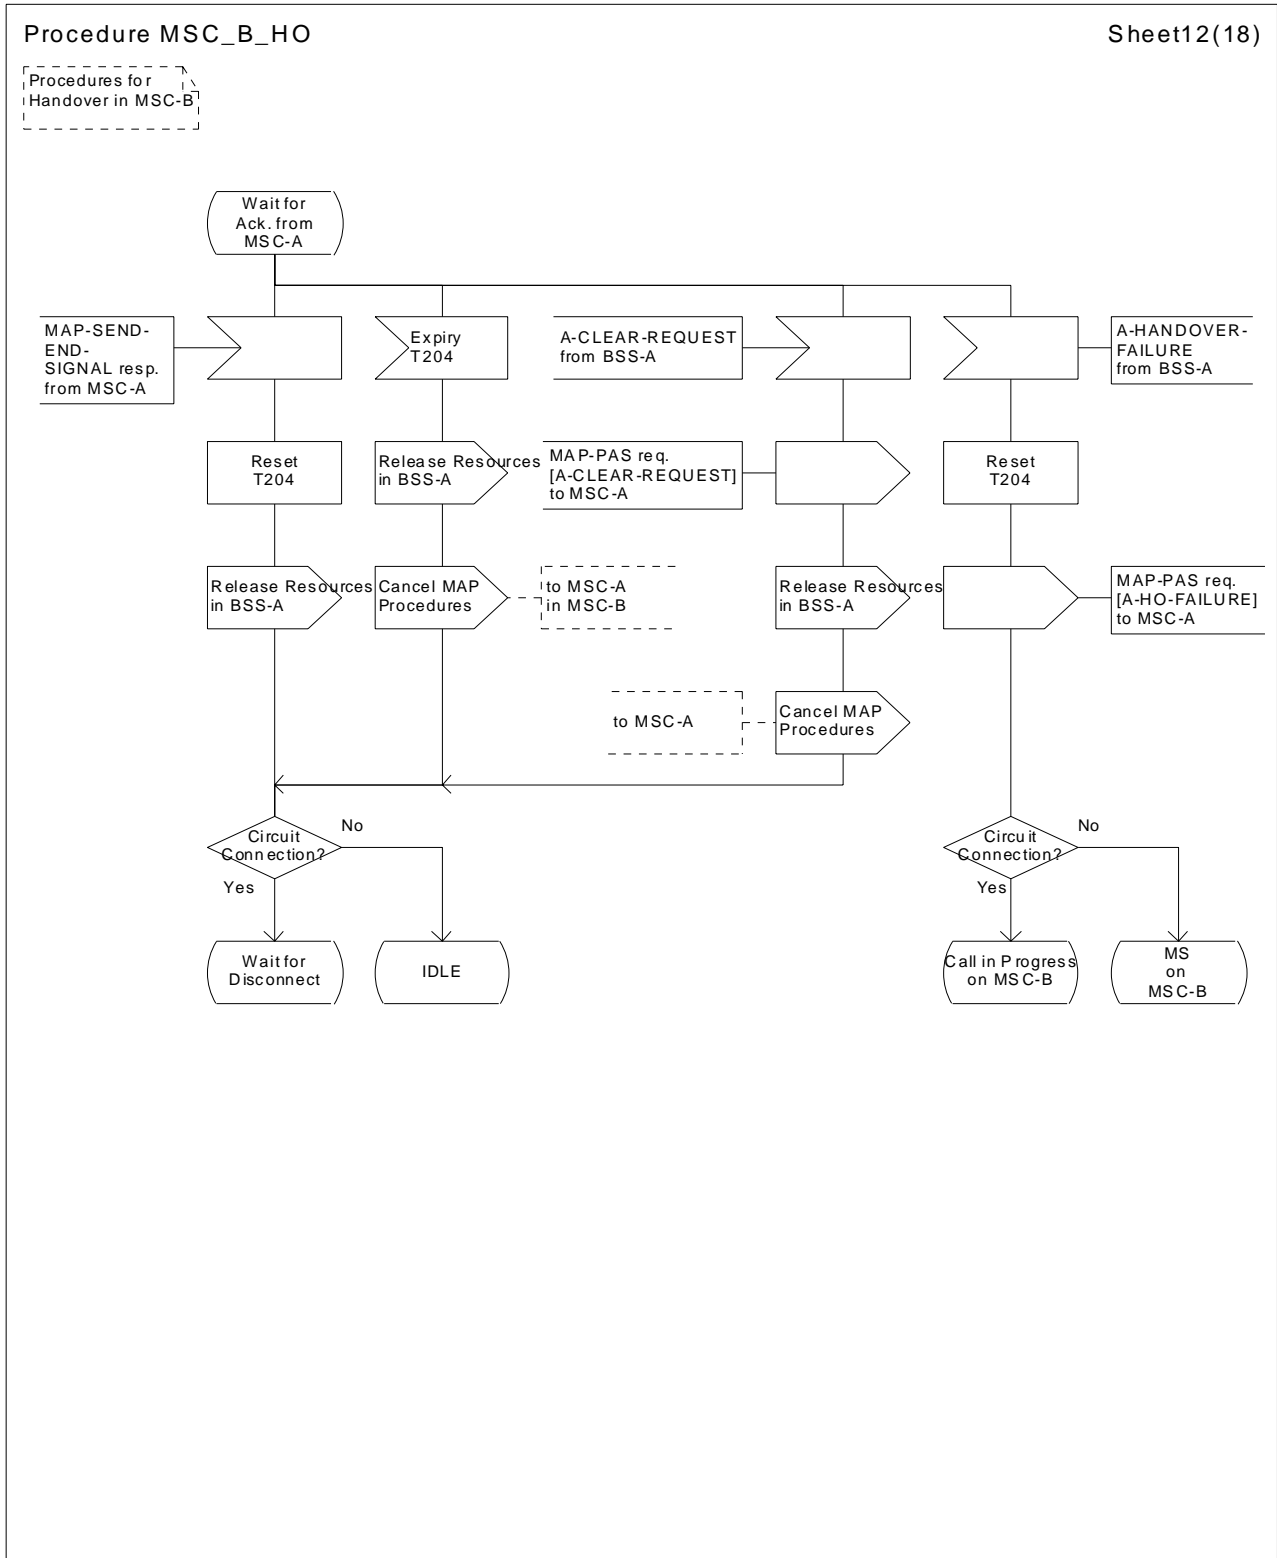 Procedure MSC_B_HO
Sheet12(18)
Procedures for
Handover in MSC-B
Wait for
Ack. from
MSC-A
MAP-SEND-
END-
SIGNAL resp.
from MSC-A
Expiry
T204
A-CLEAR-REQUEST
from BSS-A
A-HANDOVER-
FAILURE
from BSS-A
Reset
T204
Release Resources
in BSS-A
MAP-PAS req.
[A-CLEAR-REQUEST]
to MSC-A
Reset
T204
Release Resources
in BSS-A
Cancel MAP
Procedures
to MSC-A
in MSC-B
Release Resources
in BSS-A
MAP-PAS req.
[A-HO-FAILURE]
to MSC-A
to MSC-A
Cancel MAP
Procedures
Circuit
Connection?
No
Yes
Circuit
Connection?
No
Yes
Wait for
Disconnect
IDLE
Call in Progress
on MSC-B
MS
on
MSC-B